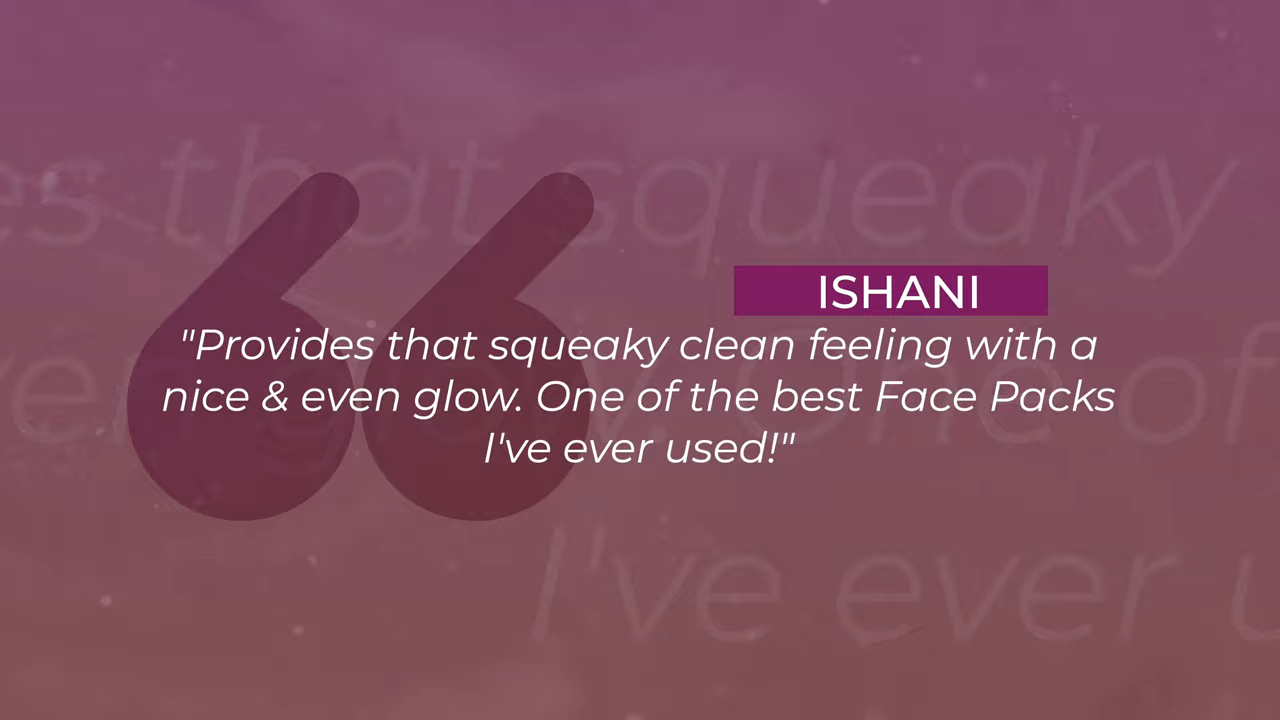 ISHANI
"Provides that squeaky clean feeling with a
nice & even glow. One of the best Face Packs
I've ever used!"